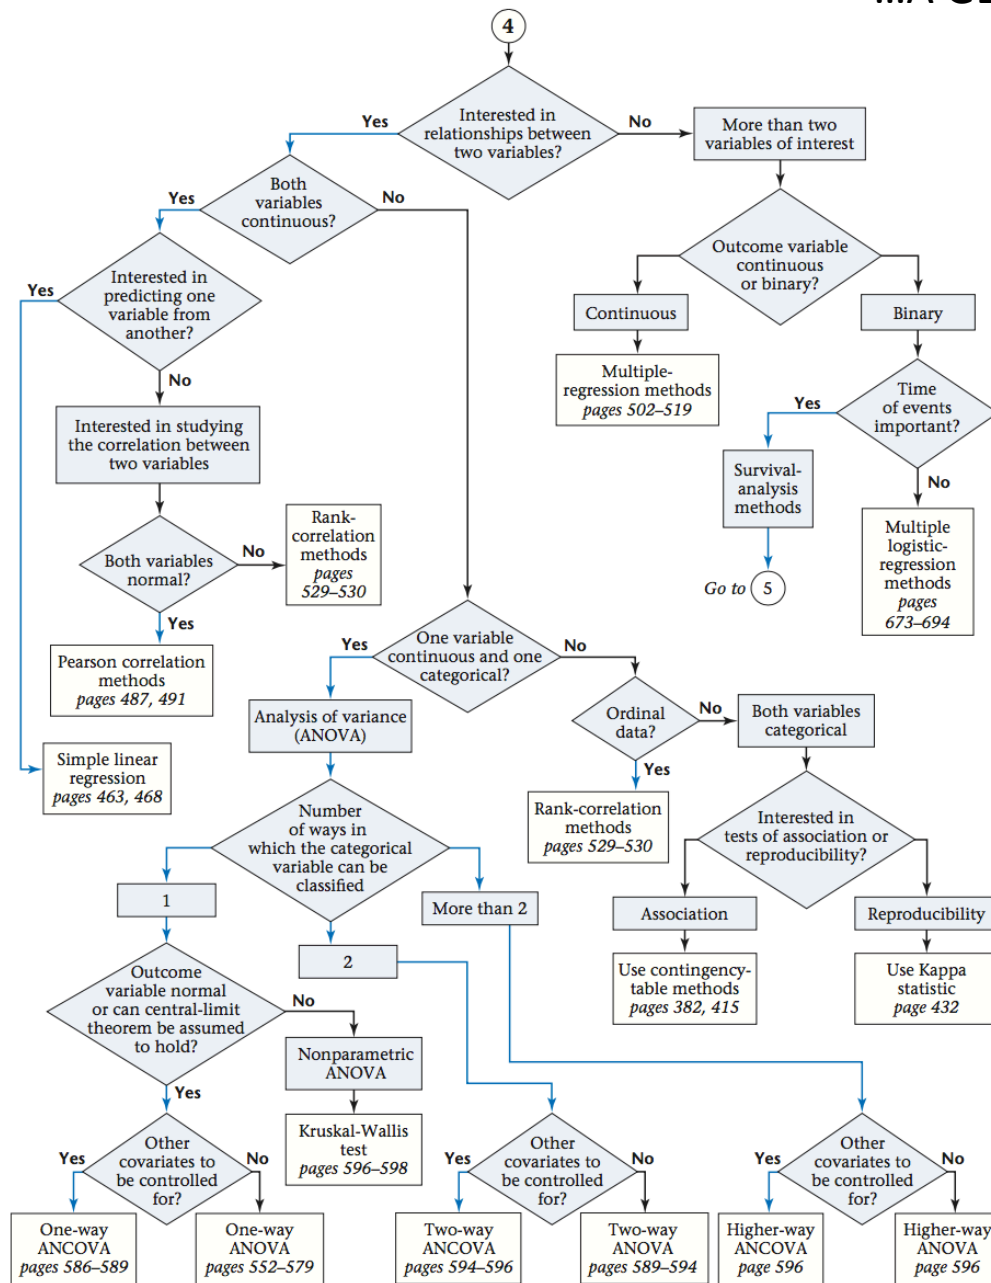 4
Interested in
relationships between
two variables?
Yes
No
More than two
variables of interest
Both
variables
continuous?
Yes
No
Outcome variable
continuous
or binary?
Interested in
predicting one
variable from
another?
Yes
No
Continuous
Binary
Multiple-
regression methods
pages 502–519
Time
of events
important?
Yes
No
Interested in studying
the correlation between
two variables
Survival-
analysis
methods
Go to 5
Multiple
logistic-
regression
methods
pages
673–694
Both variables
normal?
No
Yes
Rank-
correlation
methods
pages
529–530
Pearson correlation
methods
pages 487, 491
Simple linear
regression
pages 463, 468
One variable
continuous and one
categorical?
Yes
No
Analysis of variance
(ANOVA)
Ordinal
data?
No
Yes
Both variables
categorical
Rank-correlation
methods
pages 529–530
Interested in
tests of association or
reproducibility?
Number
of ways in
which the categorical
variable can be
classified
1
2
More than 2
Association
Reproducibility
Use contingency-
table methods
pages 382, 415
Use Kappa
statistic
page 432
Outcome
variable normal
or can central-limit
theorem be assumed
to hold?
No
Yes
Nonparametric
ANOVA
Kruskal-Wallis
test
pages 596–598
Other
covariates to
be controlled
for?
Yes
No
One-way
ANCOVA
pages 586–589
One-way
ANOVA
pages 552–579
Other
covariates to
be controlled
for?
Yes
No
Two-way
ANCOVA
pages 594–596
Two-way
ANOVA
pages 589–594
Other
covariates to
be controlled
for?
Yes
No
Higher-way
ANCOVA
page 596
Higher-way
ANOVA
page 596